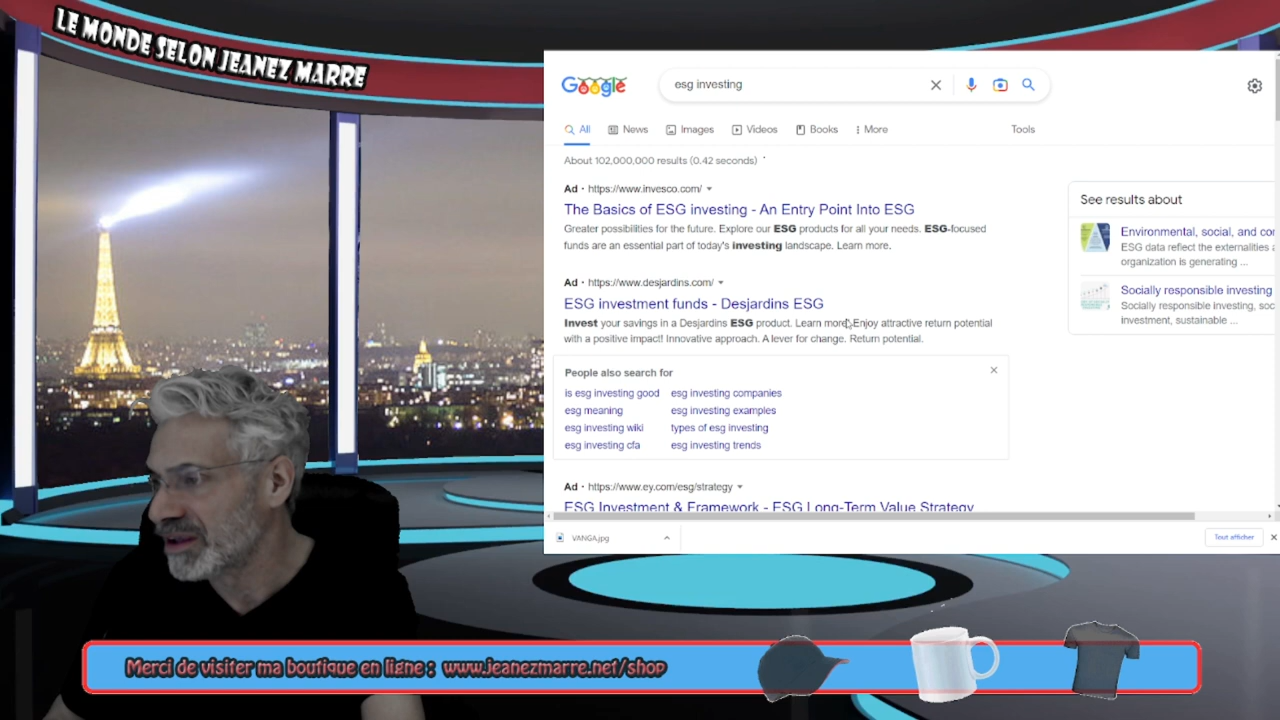 LE MONDE SELON JEANEZ MARRE
Google
esg investing
All
News
Images
Videos
Books
More
Tools
About 102,000,000 results (0.42 seconds)
Ad · https://www.invesco.com/
The Basics of ESG investing - An Entry Point Into ESG
Greater possibilities for the future. Explore our ESG products for all your needs. ESG-focused
funds are an essential part of today's investing landscape. Learn more.
Ad · https://www.desjardins.com/
ESG investment funds - Desjardins ESG
Invest your savings in a Desjardins ESG product. Learn more! Enjoy attractive return potential
with a positive impact! Innovative approach. A lever for change. Return potential.
People also search for
is esg investing good
esg investing companies
esg meaning
esg investing examples
esg investing wiki
types of esg investing
esg investing cfa
esg investing trends
Ad · https://www.ey.com/esg/strategy
ESG Investment & Framework - ESG Long-Term Value Strategy
See results about
Environmental, social, and cor
ESG data reflect the externalities a
organization is generating ...
Socially responsible investing
Socially responsible investing, soc
investment, sustainable ...
VANGA.jpg
Tout afficher
Merci de visiter ma boutique en ligne : www.jeanezmarre.net/shop